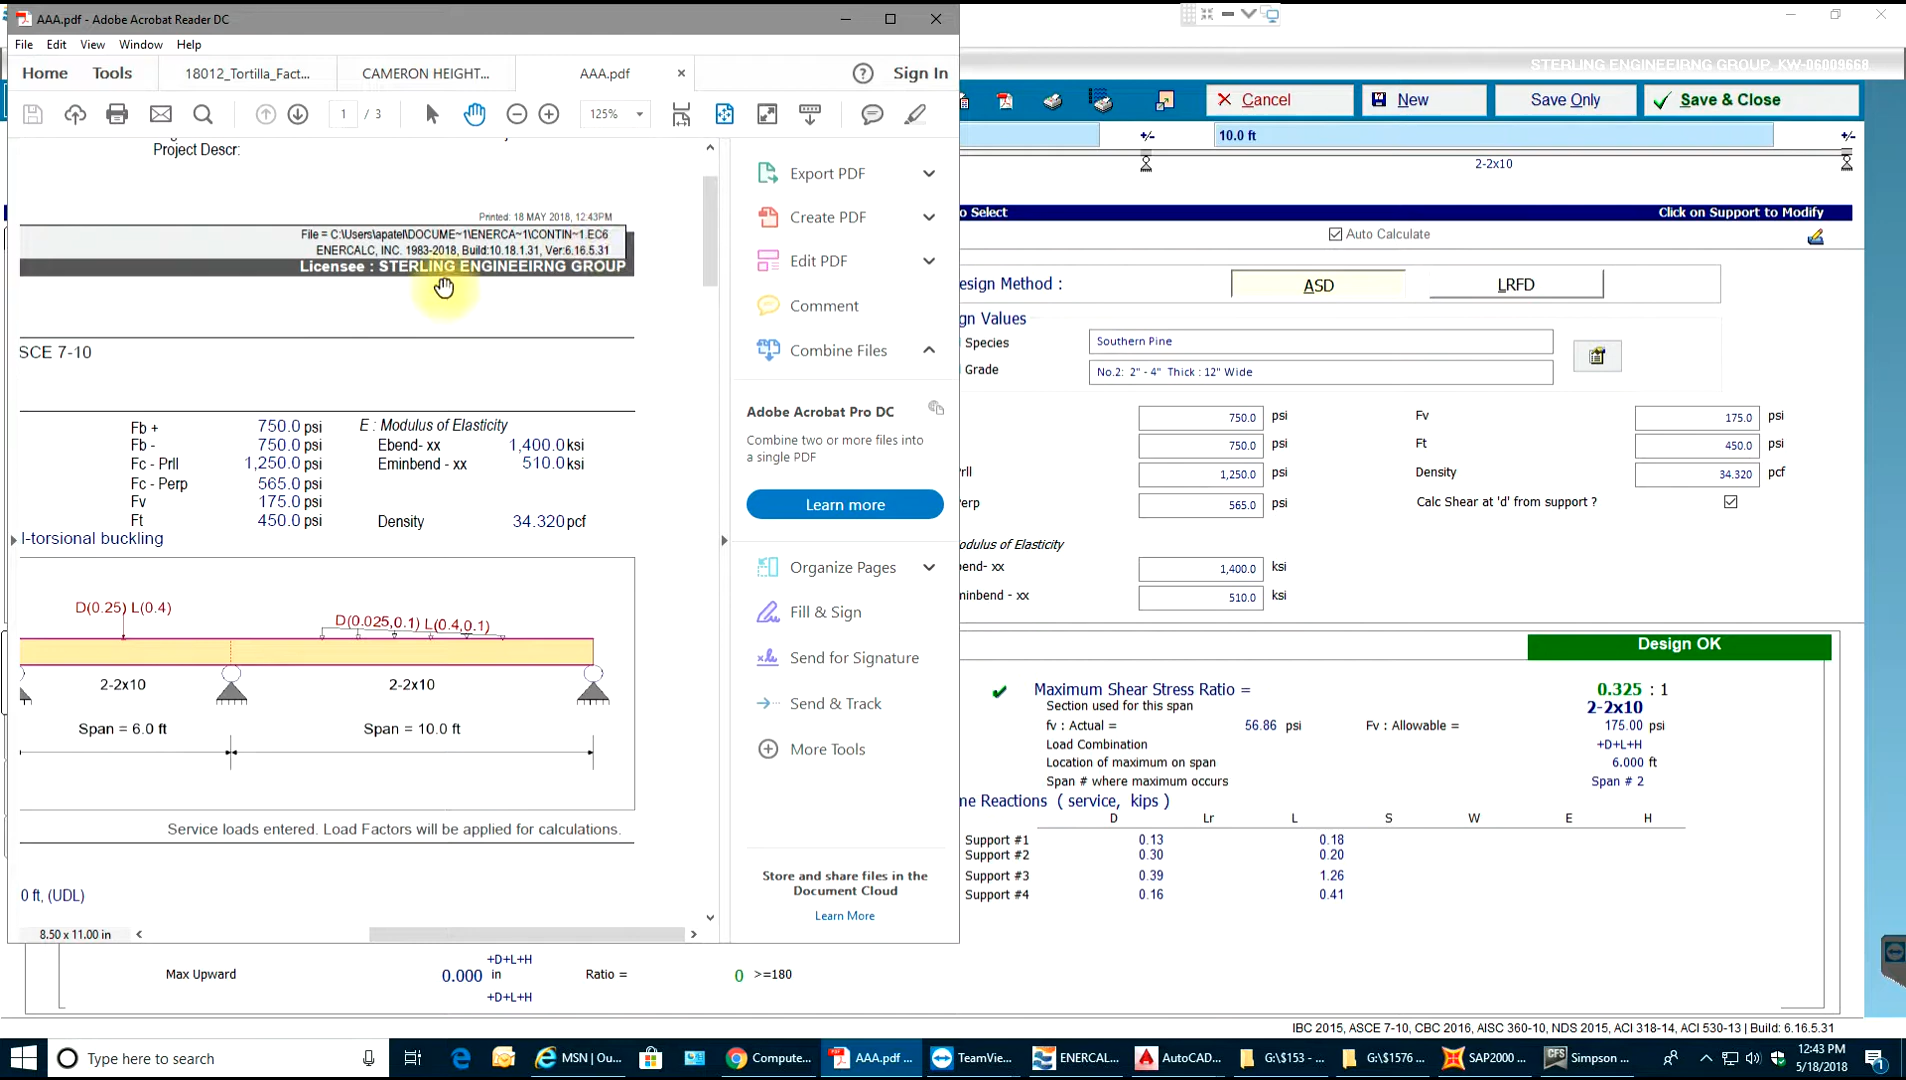 AAA.pdf - Adobe Acrobat Reader DC
File Edit View Window Help
Home Tools 18012_Tortilla_Fact... CAMERON HEIGHT... AAA.pdf Sign In
1 / 3 125%
Project Descr:
Printed: 18 MAY 2018, 12:43PM
File = C:\Users\apatel\DOCUME~1\ENERCA~1\CONTIN~1.EC6
ENERCALC, INC. 1983-2018, Build:10.18.1.31, Ver:6.16.5.31
Licensee : STERLING ENGINEEIRNG GROUP
SCE 7-10
Fb + 750.0 psi E : Modulus of Elasticity
Fb - 750.0 psi Ebend- xx 1,400.0 ksi
Fc - Prll 1,250.0 psi Eminbend - xx 510.0 ksi
Fc - Perp 565.0 psi
Fv 175.0 psi
Ft 450.0 psi Density 34.320 pcf
l-torsional buckling
D(0.25) L(0.4)
D(0.025,0.1) L(0.4,0.1)
2-2x10 2-2x10
Span = 6.0 ft Span = 10.0 ft
Service loads entered. Load Factors will be applied for calculations.
0 ft, (UDL)
8.50 x 11.00 in
Export PDF
Create PDF
Edit PDF
Comment
Combine Files
Adobe Acrobat Pro DC
Combine two or more files into
a single PDF
Learn more
Organize Pages
Fill & Sign
Send for Signature
Send & Track
More Tools
Store and share files in the
Document Cloud
Learn More
STERLING ENGINEEIRNG GROUP. KW-06009668
Cancel New Save Only Save & Close
+/- 10.0 ft +/-
2-2x10
o Select Click on Support to Modify
Auto Calculate
esign Method : ASD LRFD
gn Values
Species Southern Pine
Grade No.2: 2" - 4" Thick : 12" Wide
750.0 psi Fv 175.0 psi
750.0 psi Ft 450.0 psi
rll 1,250.0 psi Density 34.320 pcf
erp 565.0 psi Calc Shear at 'd' from support ?
odulus of Elasticity
end- xx 1,400.0 ksi
minbend - xx 510.0 ksi
Design OK
Maximum Shear Stress Ratio = 0.325 : 1
Section used for this span 2-2x10
fv : Actual = 56.86 psi Fv : Allowable = 175.00 psi
Load Combination +D+L+H
Location of maximum on span 6.000 ft
Span # where maximum occurs Span # 2
ne Reactions ( service, kips )
D Lr L S W E H
Support #1 0.13 0.18
Support #2 0.30 0.20
Support #3 0.39 1.26
Support #4 0.16 0.41
+D+L+H
Max Upward 0.000 in Ratio = 0 >=180
+D+L+H
IBC 2015, ASCE 7-10, CBC 2016, AISC 360-10, NDS 2015, ACI 318-14, ACI 530-13 | Build: 6.16.5.31
Type here to search
MSN | Ou... Compute... AAA.pdf ... TeamVie... ENERCAL... AutoCAD... G:\$153 - ... G:\$1576 ... SAP2000 ... CFS Simpson ...
12:43 PM
5/18/2018
1